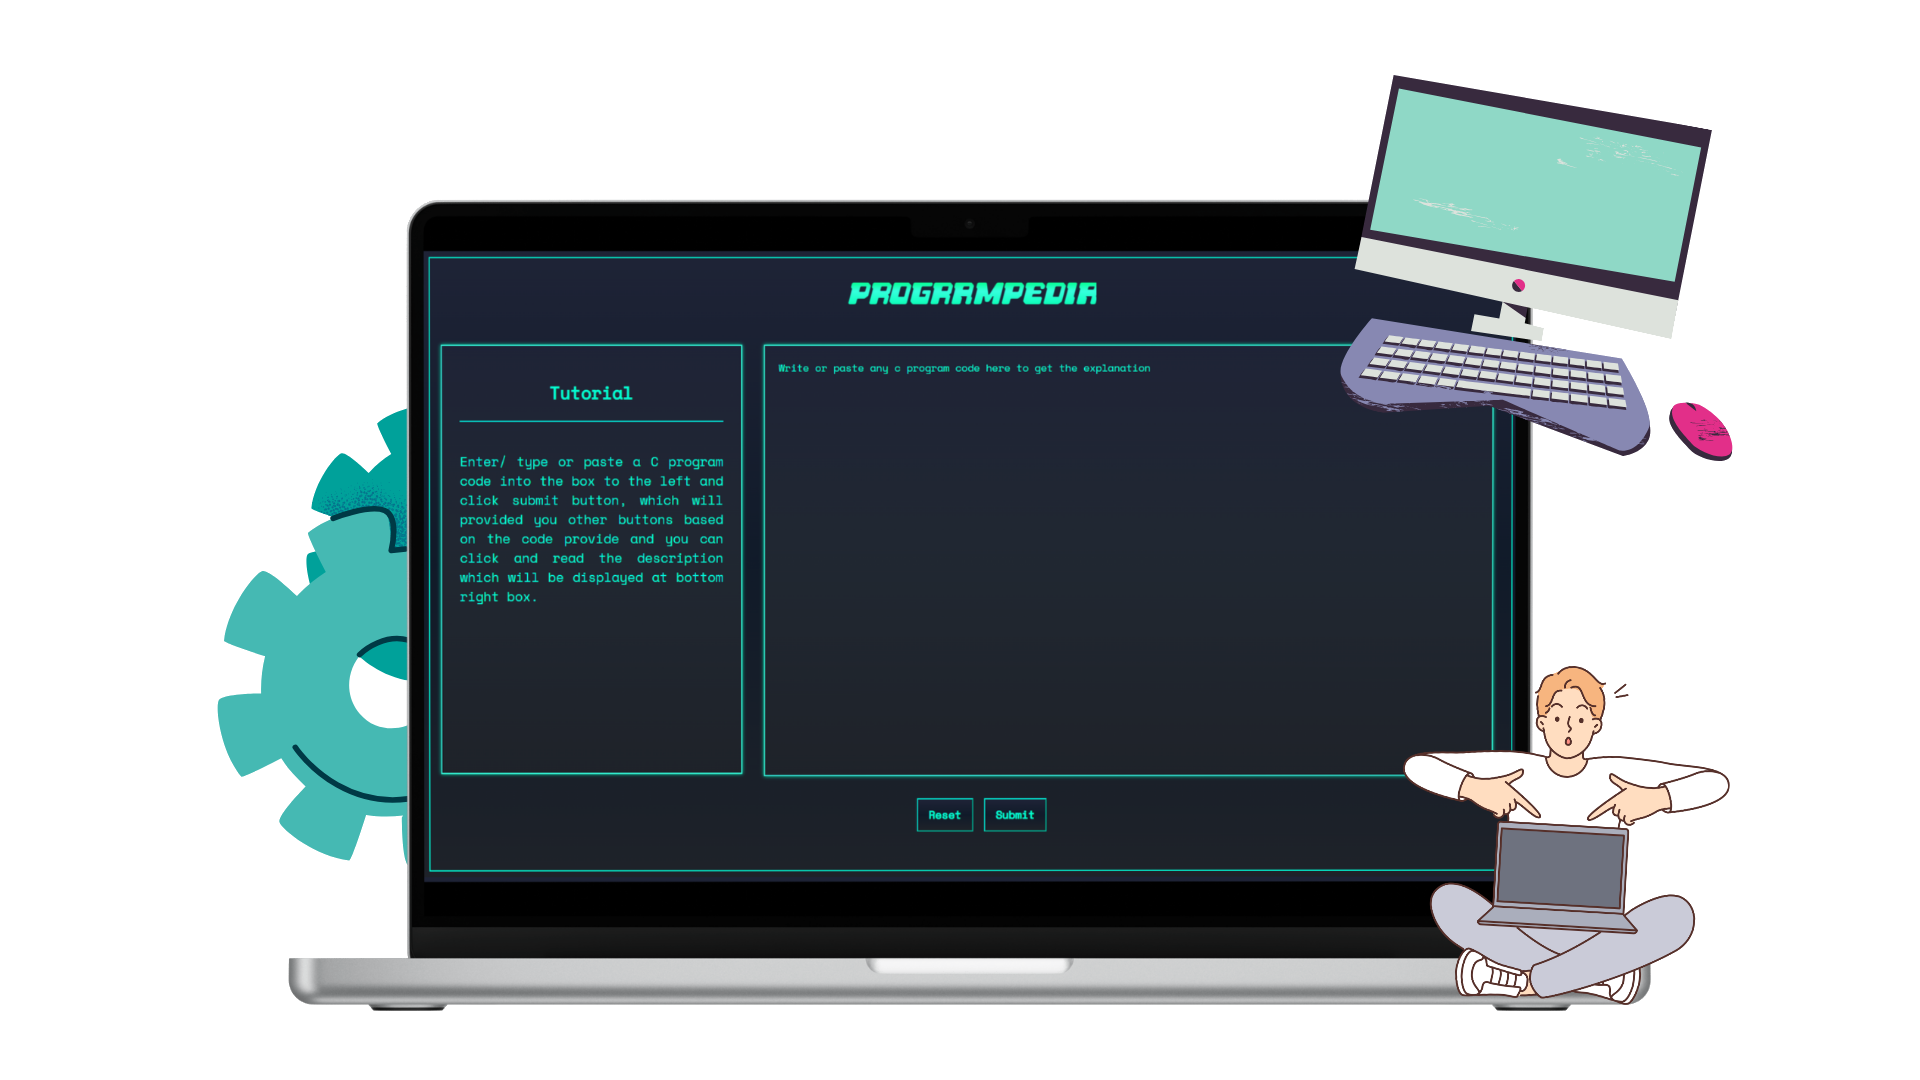 PROGRAMPEDIA
Tutorial
Enter/ type or paste a C program
code into the box to the left and
click submit button, which will
provided you other buttons based
on the code provide and you can
click and read the description
which will be displayed at bottom
right box.
Write or paste any c program code here to get the explanation
Reset
Submit